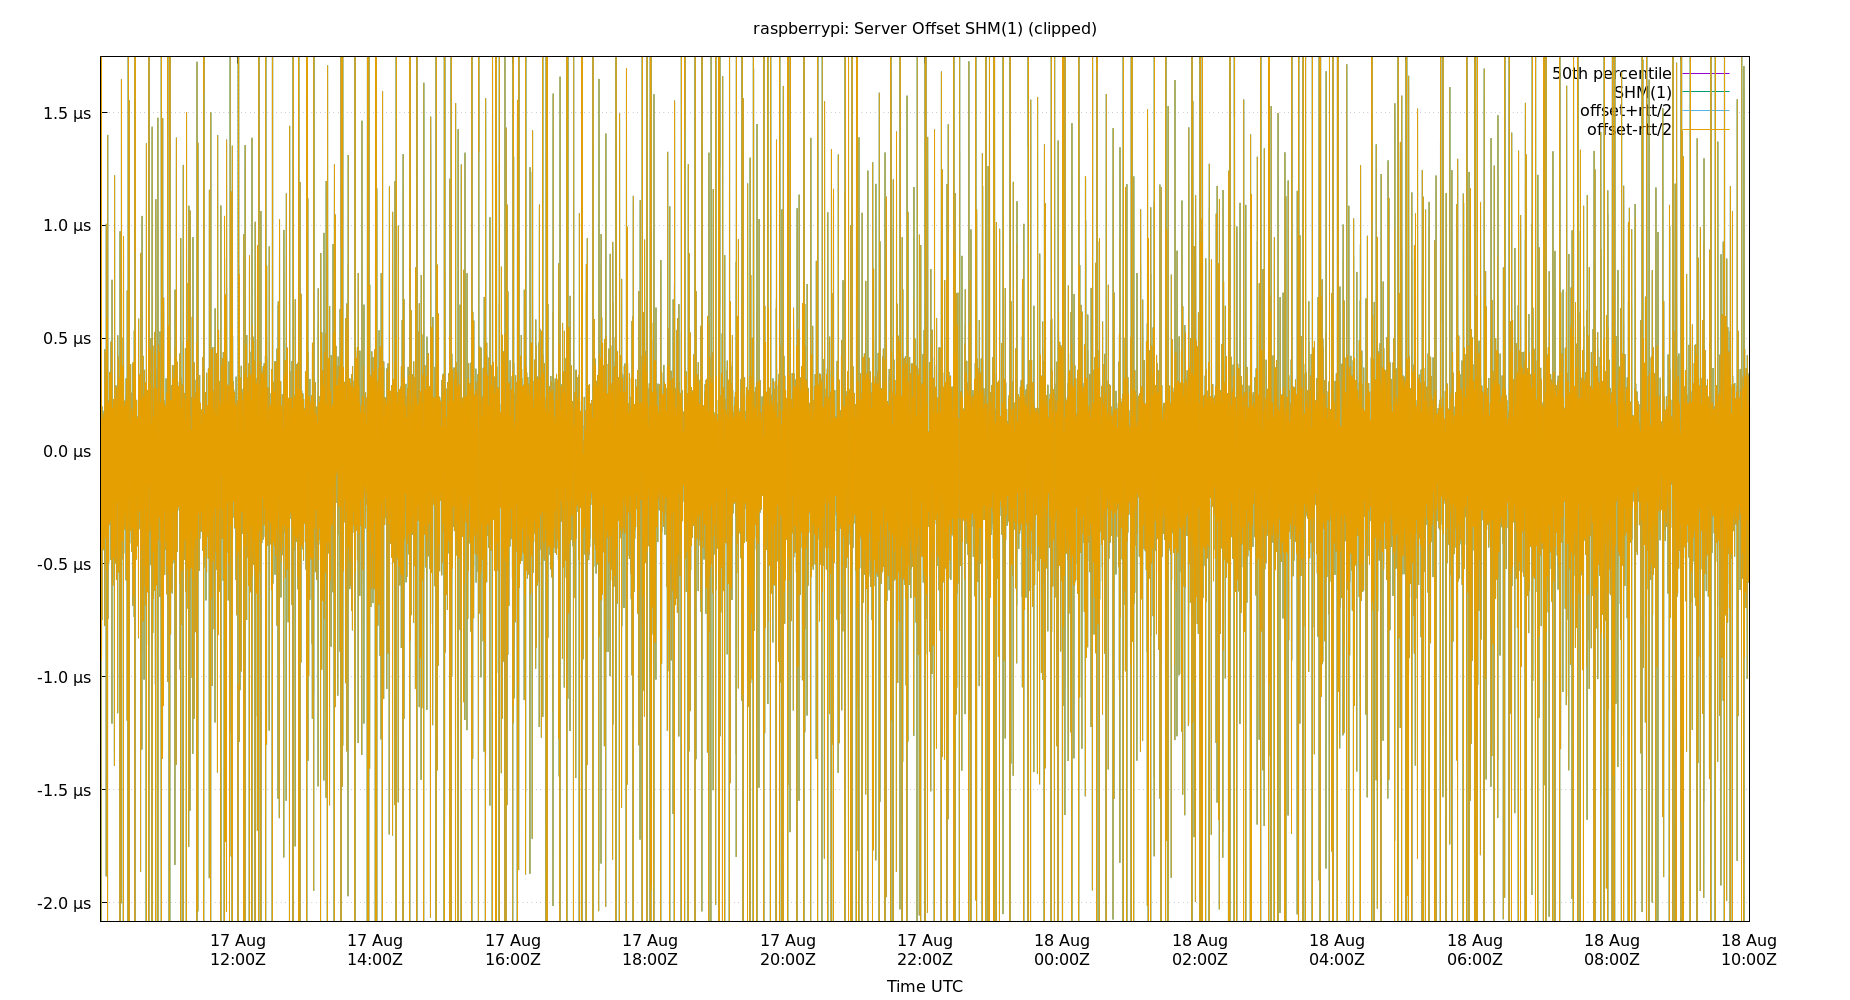 raspberrypi: Server Offset SHM(1) (clipped)
50th percentile
SHM(1)
offset+rtt/2
offset-rtt/2
1.5 µs
1.0 µs
0.5 µs
0.0 µs
-0.5 µs
-1.0 µs
-1.5 µs
-2.0 µs
17 Aug 17 Aug 17 Aug 17 Aug 17 Aug 17 Aug 18 Aug 18 Aug 18 Aug 18 Aug 18 Aug 18 Aug
12:00Z 14:00Z 16:00Z 18:00Z 20:00Z 22:00Z 00:00Z 02:00Z 04:00Z 06:00Z 08:00Z 10:00Z
Time UTC